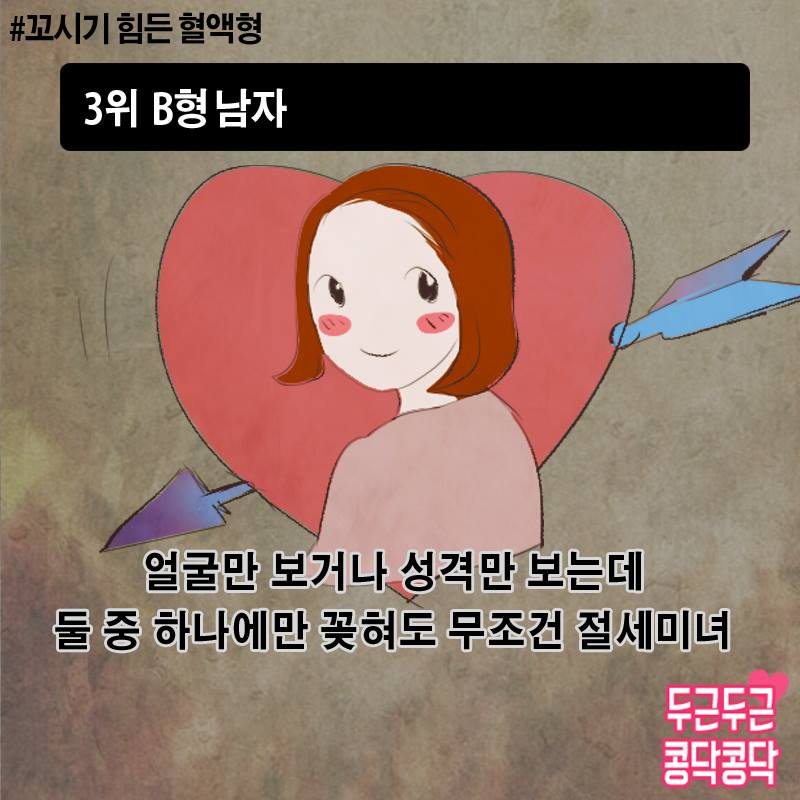 #꼬시기 힘든 혈액형
3위 B형 남자
얼굴만 보거나 성격만 보는데
둘 중 하나에만 꽂혀도 무조건 절세미녀
두근두근
콩닥콩닥